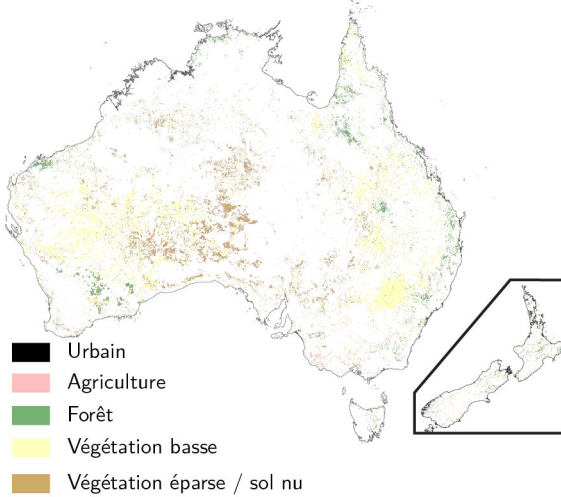 Urbain
Agriculture
Forêt
Végétation basse
Végétation éparse / sol nu